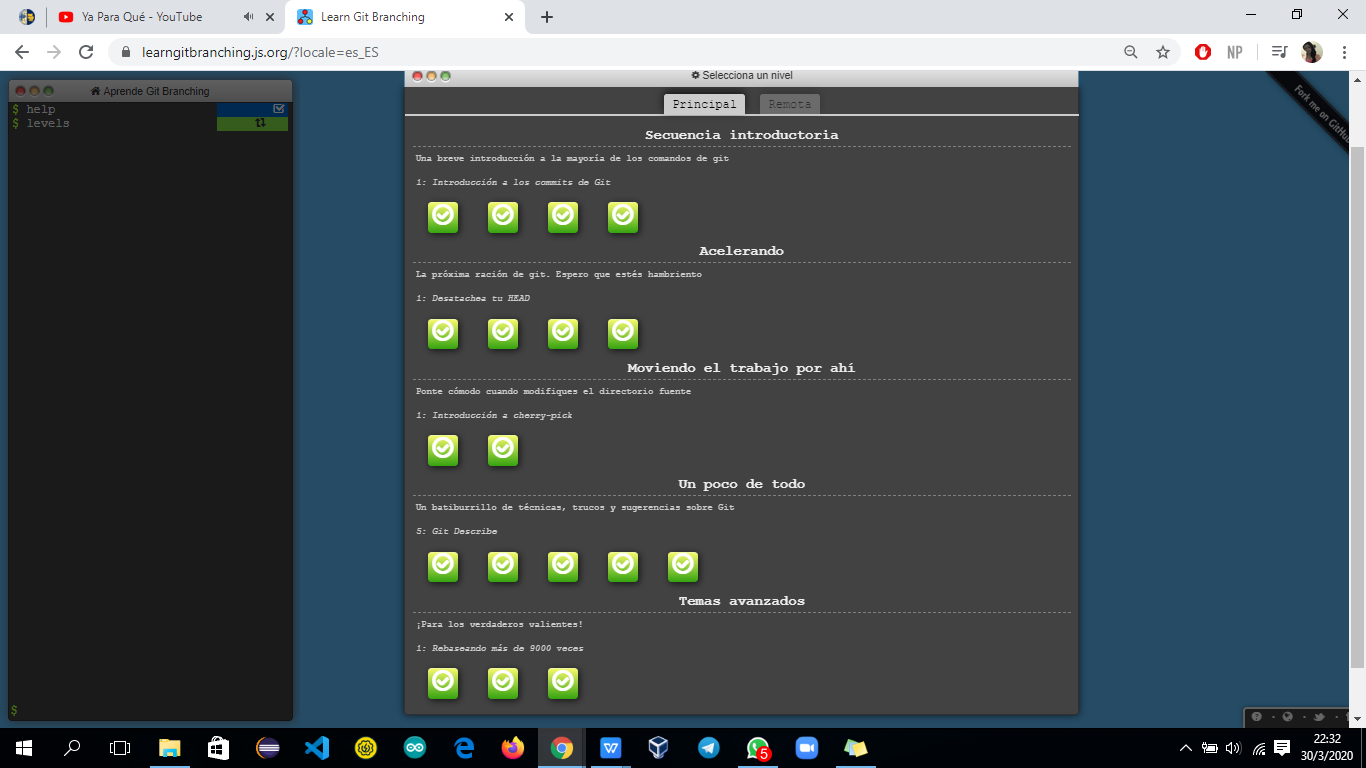 Ya Para Qué - YouTube
Learn Git Branching
learngitbranching.js.org/?locale=es_ES
NP
Aprende Git Branching
$ help
$ levels
$
Selecciona un nivel
Principal
Remota
Secuencia introductoria
Una breve introducción a la mayoría de los comandos de git
1: Introducción a los commits de Git
Acelerando
La próxima ración de git. Espero que estés hambriento
1: Desatachea tu HEAD
Moviendo el trabajo por ahí
Ponte cómodo cuando modifiques el directorio fuente
1: Introducción a cherry-pick
Un poco de todo
Un batiburrillo de técnicas, trucos y sugerencias sobre Git
5: Git Describe
Temas avanzados
¡Para los verdaderos valientes!
1: Rebaseando más de 9000 veces
Fork me on GitHub
5
22:32
30/3/2020